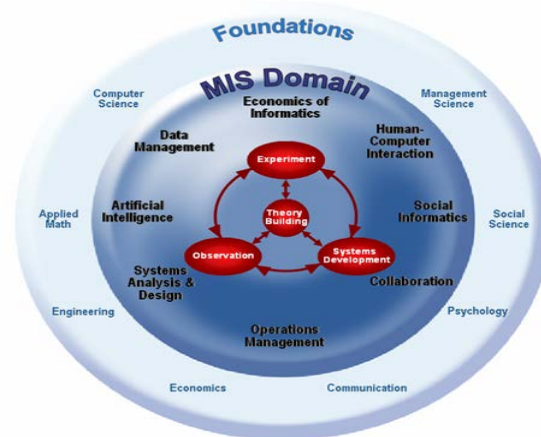 Foundations
MIS Domain
Computer
Science
Management
Science
Economics of
Informatics
Data
Management
Human-
Computer
Interaction
Experiment
Applied
Math
Artificial
Intelligence
Theory
Building
Social
Informatics
Social
Science
Observation
Systems
Development
Systems
Analysis &
Design
Collaboration
Engineering
Psychology
Operations
Management
Economics
Communication